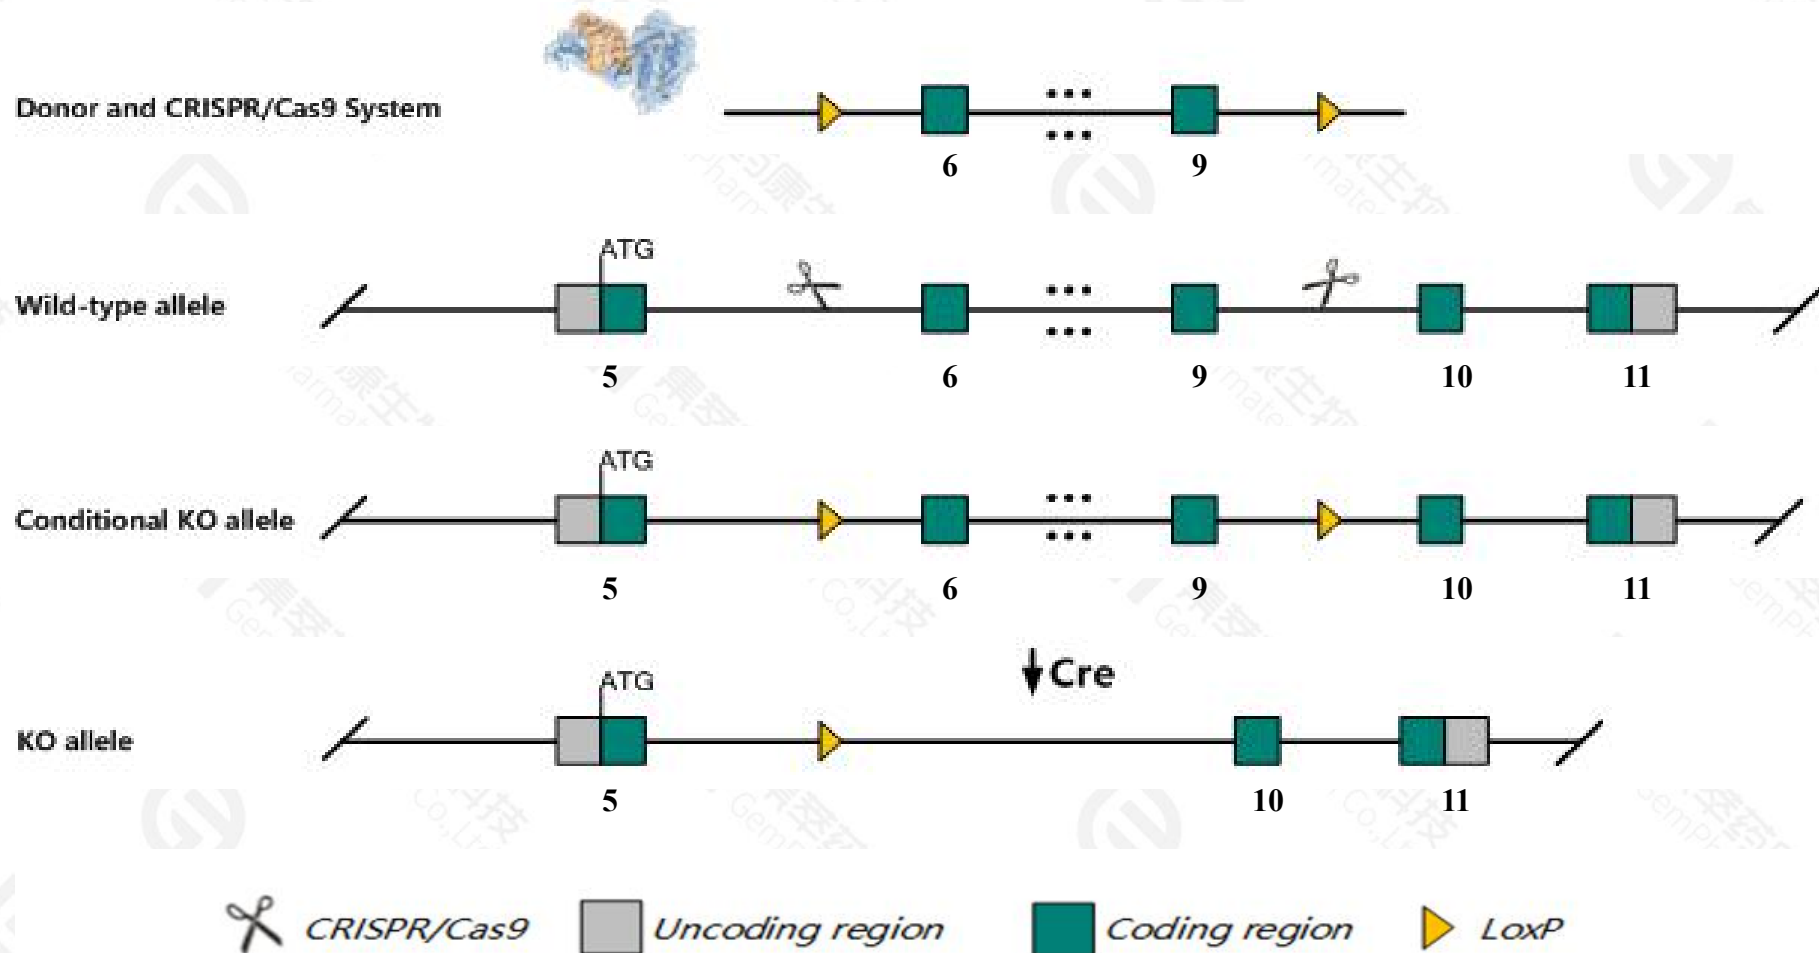 Donor and CRISPR/Cas9 System
6 9
ATG
Wild-type allele
5 6 9 10 11
ATG
Conditional KO allele
5 6 9 10 11
Cre
ATG
KO allele
5 10 11
CRISPR/Cas9 Uncoding region Coding region LoxP